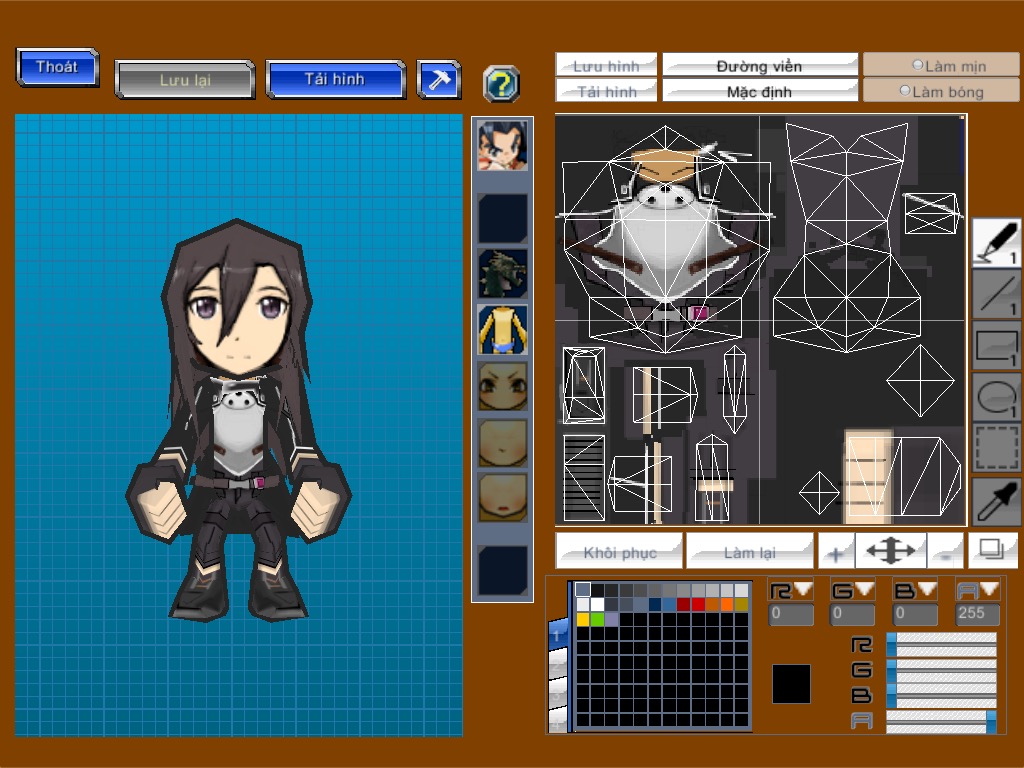 Thoát
Lưu lại
Tải hình
?
Lưu hình
Đường viền
Làm mịn
Tải hình
Mặc định
Làm bóng
1
1
1
1
Khôi phục
Làm lại
+
-
1
R
G
B
A
0
0
0
255
R
G
B
A